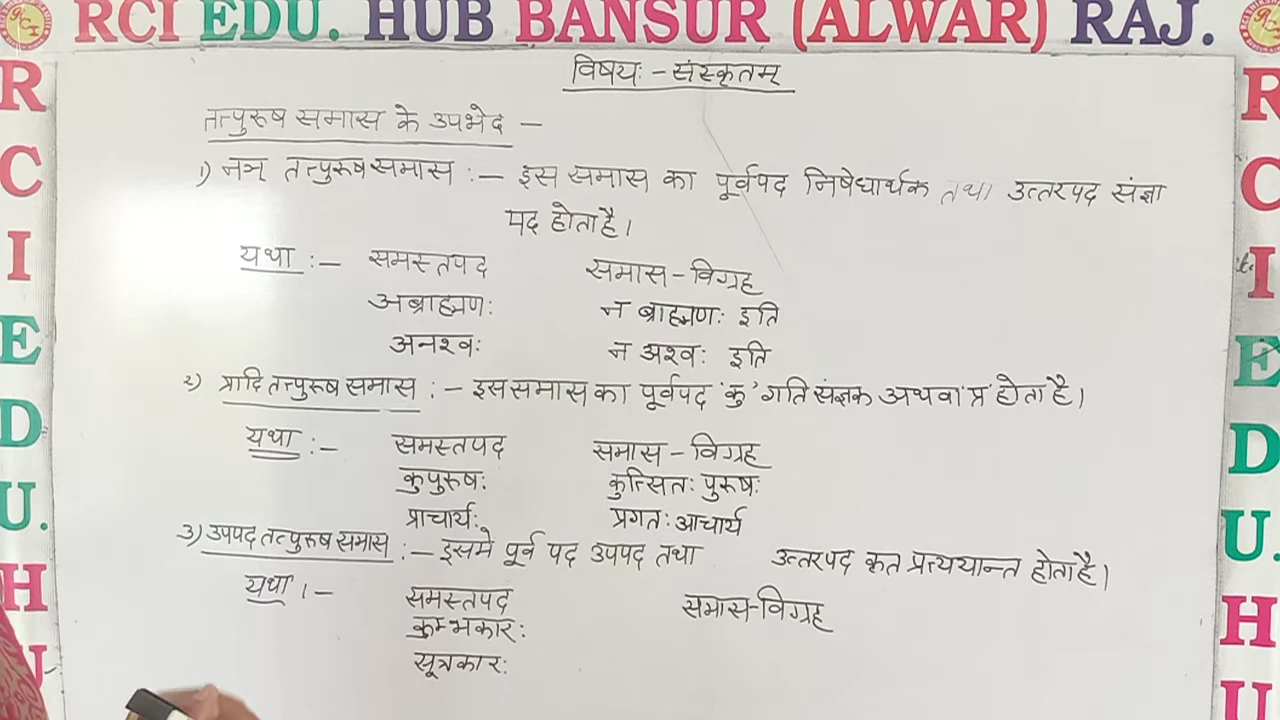 RCI EDU. HUB BANSUR (ALWAR) RAJ.
विषयः - संस्कृतम्
तत्पुरूष समास के उपभेद -
1) नञ् तत्पुरूष समास :- इस समास का पूर्वपद निषेधार्थक तथा उत्तरपद संज्ञा
पद होता है।
यथा :- समस्तपद समास-विग्रह
अब्राह्मणः न ब्राह्मणः इति
अनश्वः न अश्वः इति
२) प्रादि तत्पुरूष समास :- इस समास का पूर्वपद 'कु' गति संज्ञक अथवा 'प्र' होता है।
यथा :- समस्तपद समास-विग्रह
कुपुरूषः कुत्सितः पुरूषः
प्राचार्यः प्रगतः आचार्य
3) उपपद तत्पुरूष समास :- इसमे पूर्व पद उपपद तथा उत्तरपद कृत प्रत्ययान्त होता है।
यथा :- समस्तपद समास-विग्रह
कुम्भकारः
सूत्रकारः
R C I E D U. H U
R C I E D U. H U